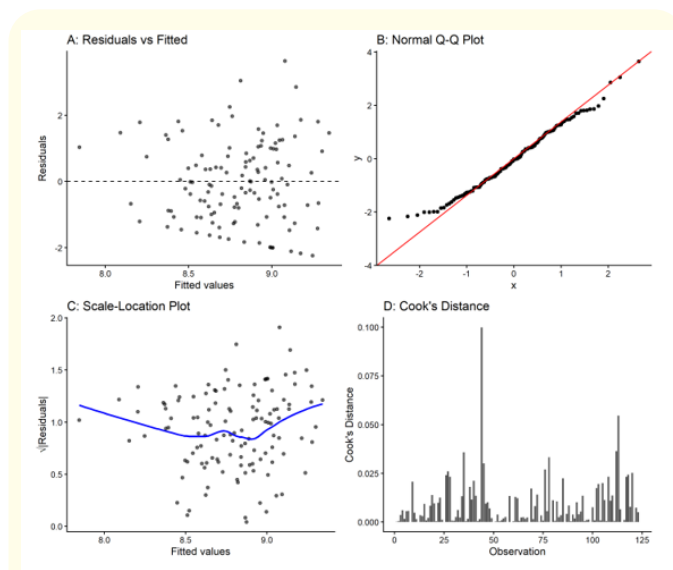 A: Residuals vs Fitted
Residuals
2
0
-2
8.0 8.5 9.0
Fitted values
B: Normal Q-Q Plot
y
4
2
0
-2
-4
-2 -1 0 1 2
x
C: Scale-Location Plot
√|Residuals|
2.0
1.5
1.0
0.5
0.0
8.0 8.5 9.0
Fitted values
D: Cook's Distance
Cook's Distance
0.100
0.075
0.050
0.025
0.000
0 25 50 75 100 125
Observation